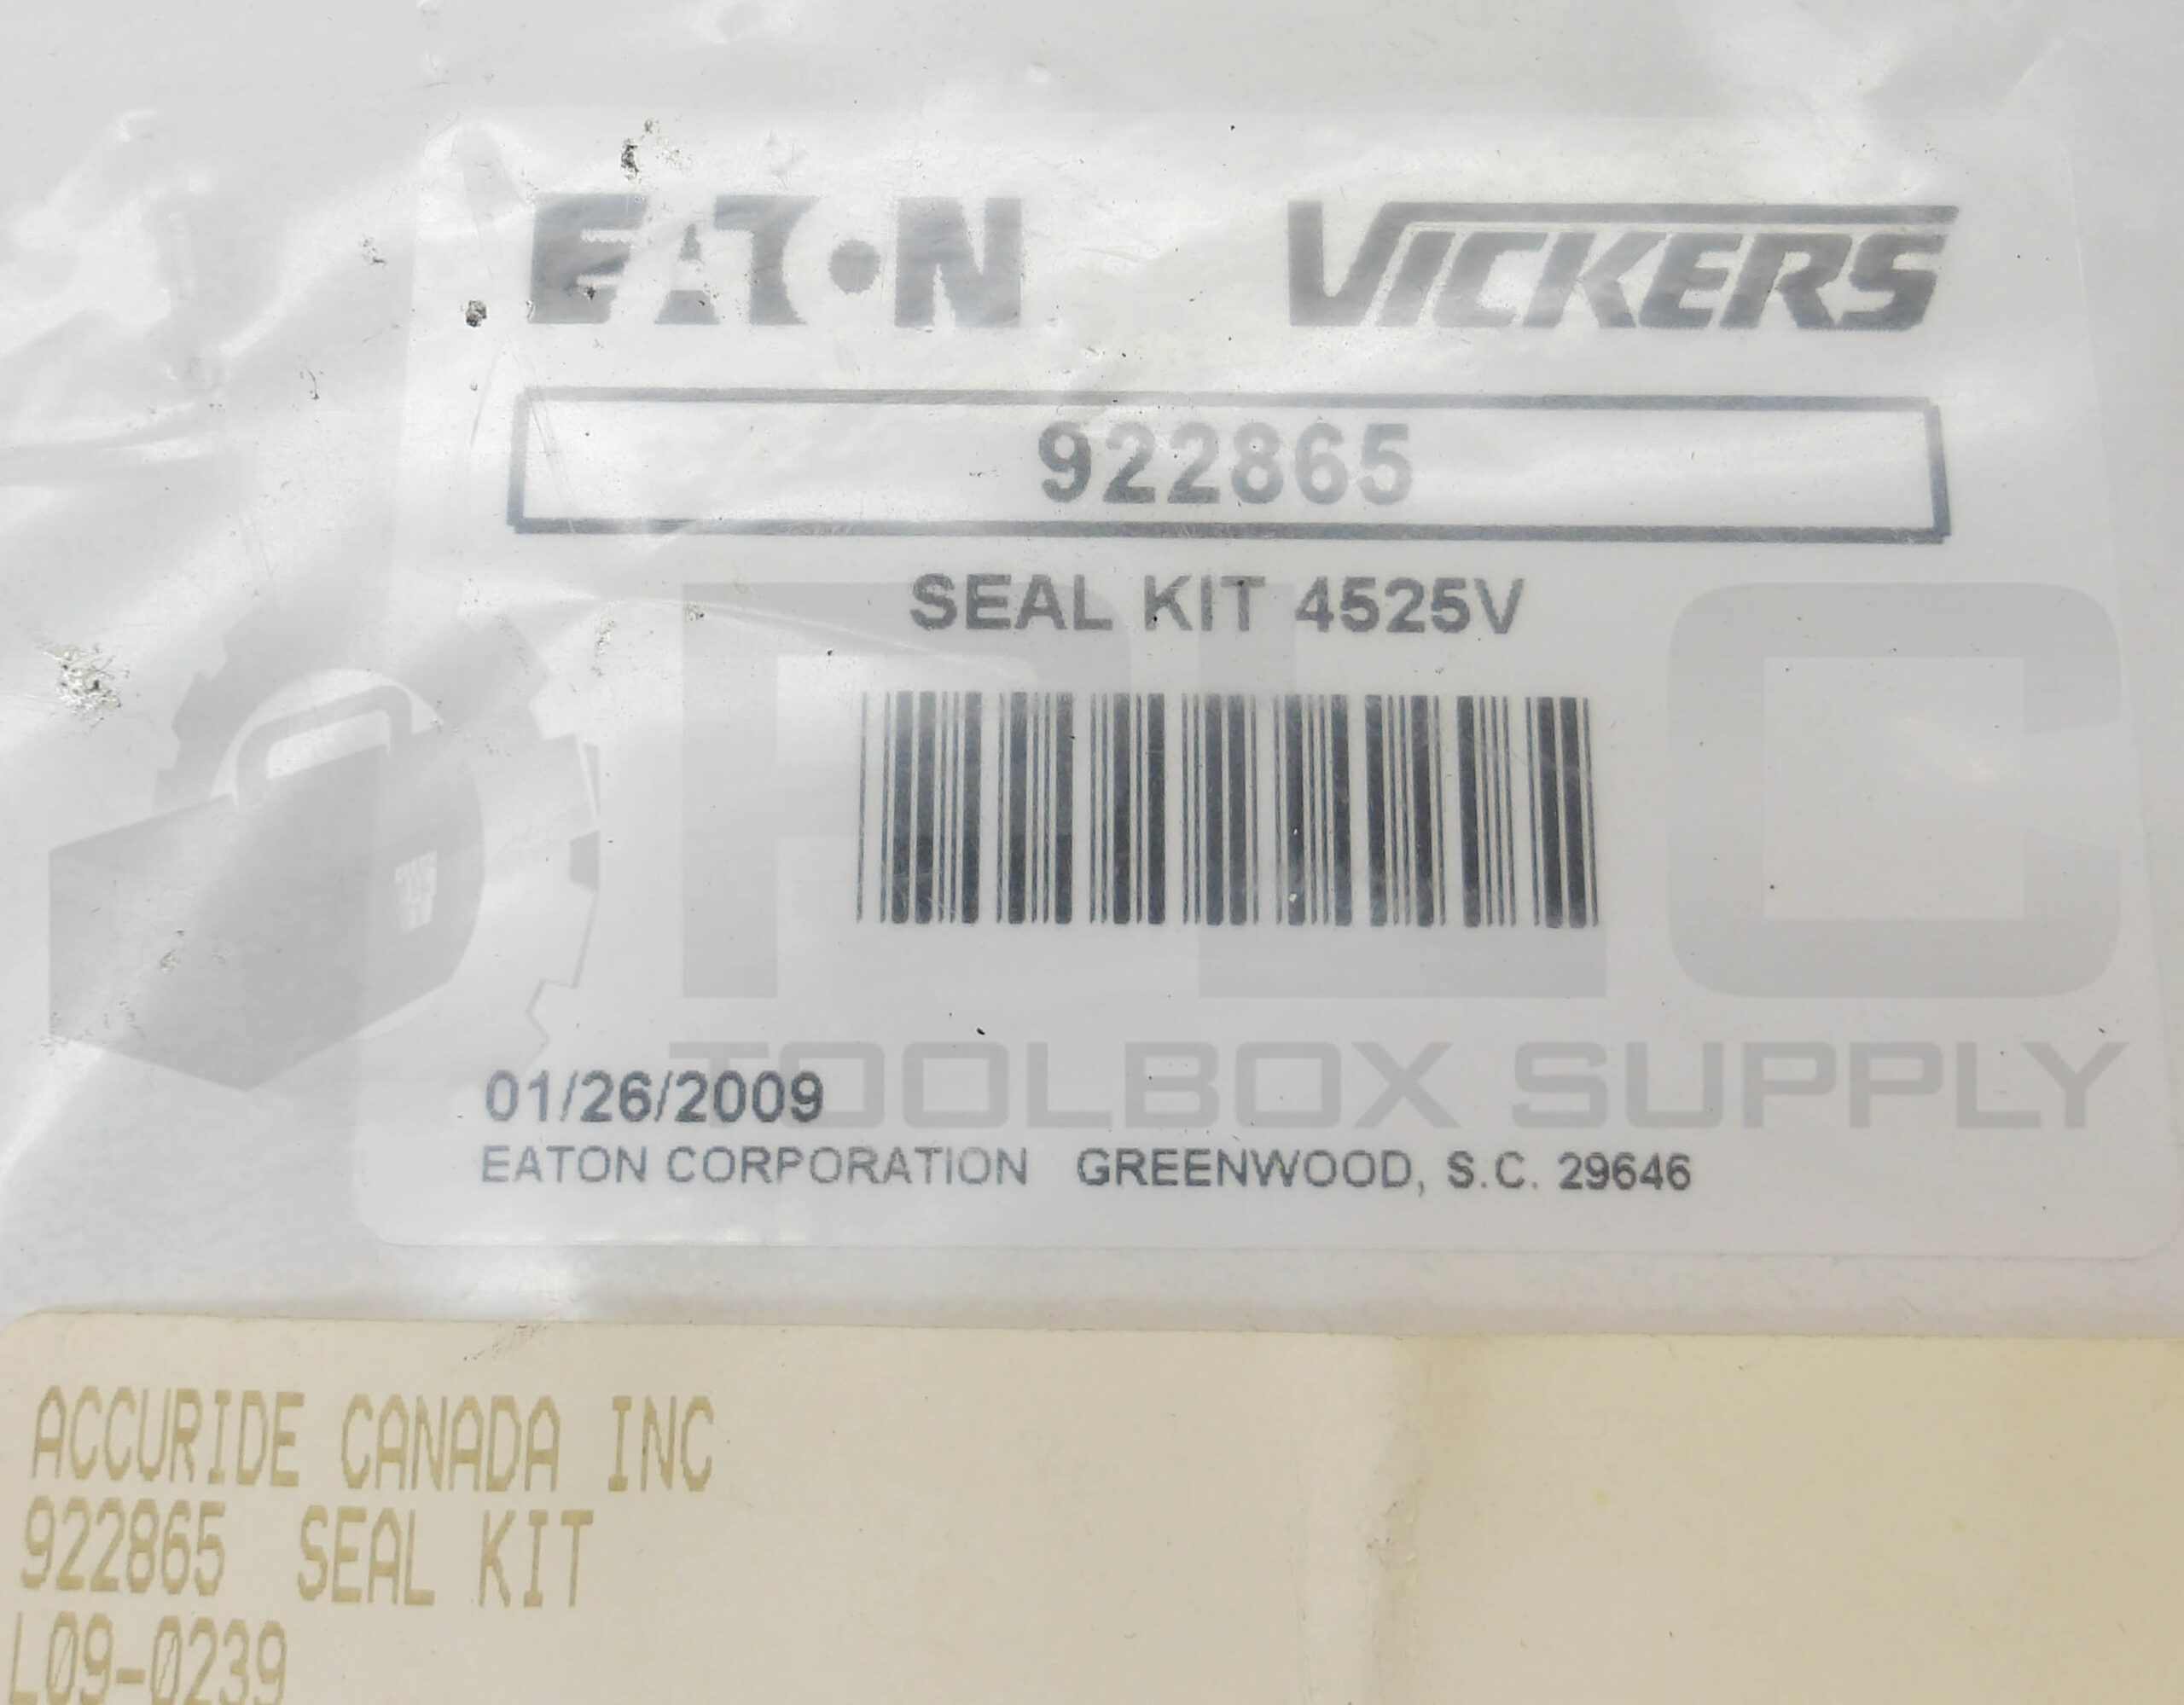 EATON VICKERS
922865
SEAL KIT 4525V
PLC
TOOLBOX SUPPLY
01/26/2009
EATON CORPORATION GREENWOOD, S.C. 29646
ACCURIDE CANADA INC
922865 SEAL KIT
L09-0239